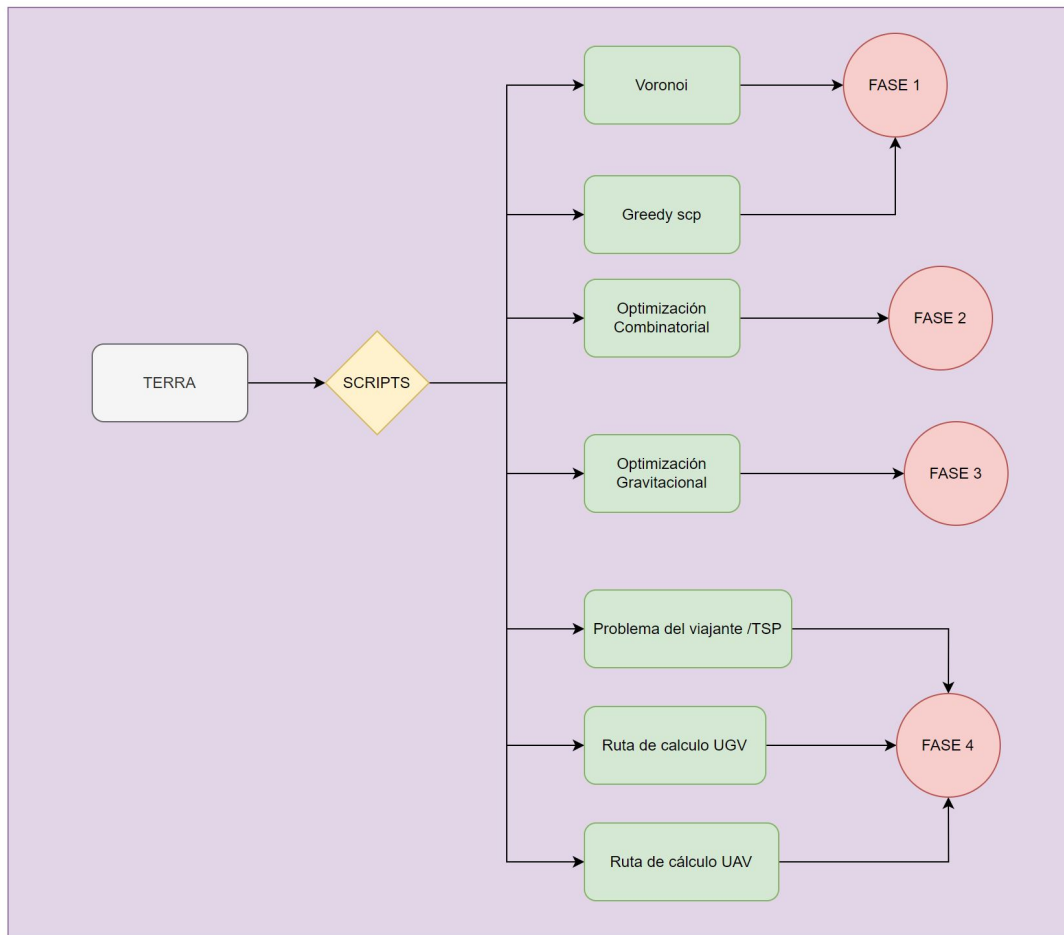 Voronoi
FASE 1
Greedy scp
Optimización
Combinatorial
FASE 2
TERRA
SCRIPTS
Optimización
Gravitacional
FASE 3
Problema del viajante /TSP
Ruta de calculo UGV
FASE 4
Ruta de cálculo UAV